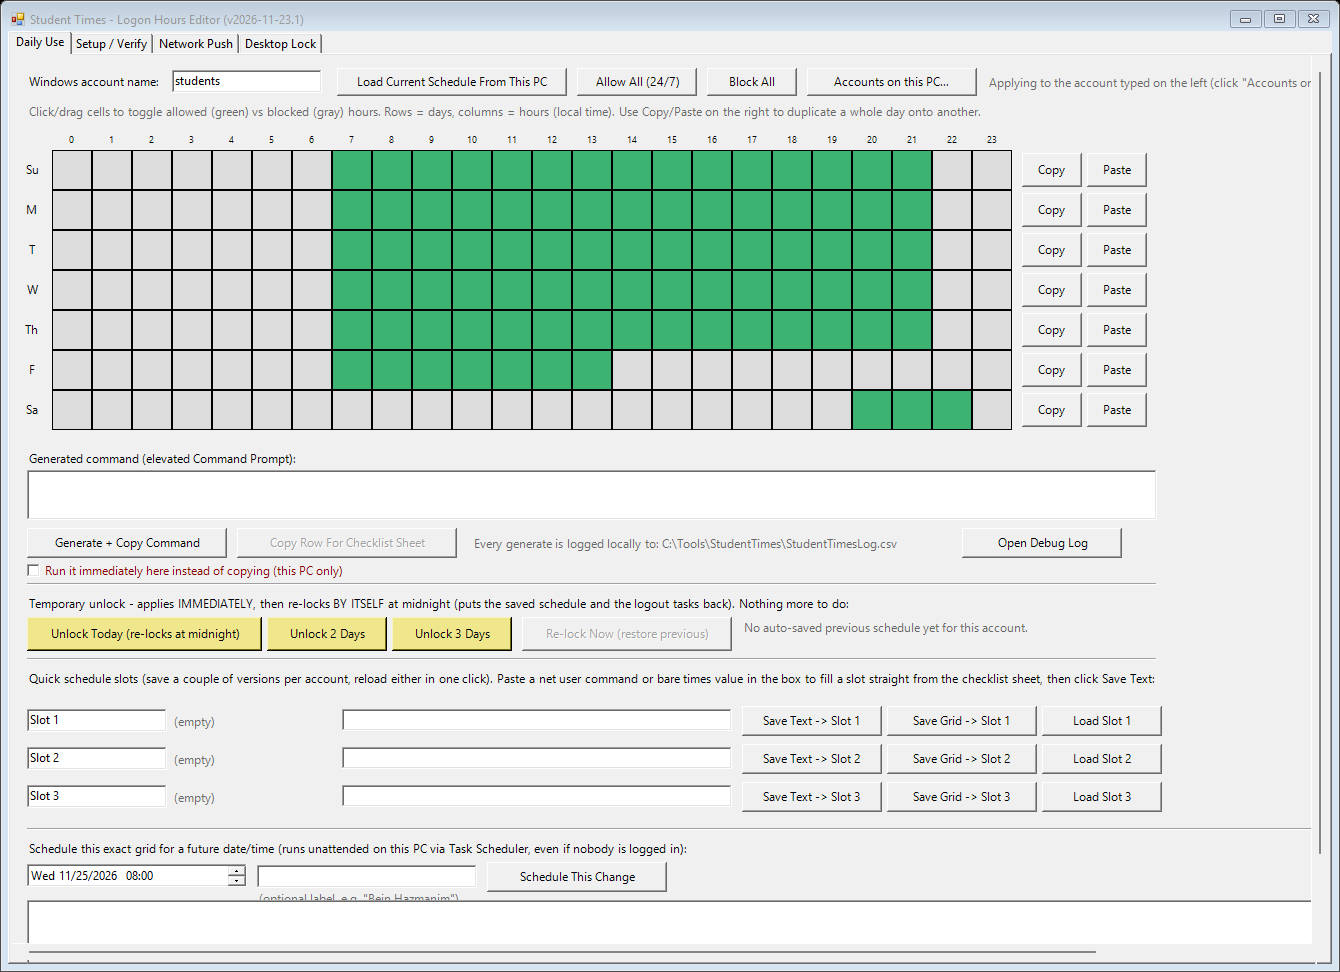 Student Times - Logon Hours Editor (v2026-11-23.1)
Daily Use Setup / Verify Network Push Desktop Lock
Windows account name: students Load Current Schedule From This PC Allow All (24/7) Block All Accounts on this PC... Applying to the account typed on the left (click "Accounts or
Click/drag cells to toggle allowed (green) vs blocked (gray) hours. Rows = days, columns = hours (local time). Use Copy/Paste on the right to duplicate a whole day onto another.
0 1 2 3 4 5 6 7 8 9 10 11 12 13 14 15 16 17 18 19 20 21 22 23
Su Copy Paste
M Copy Paste
T Copy Paste
W Copy Paste
Th Copy Paste
F Copy Paste
Sa Copy Paste
Generated command (elevated Command Prompt):
Generate + Copy Command Copy Row For Checklist Sheet Every generate is logged locally to: C:\Tools\StudentTimes\StudentTimesLog.csv Open Debug Log
Run it immediately here instead of copying (this PC only)
Temporary unlock - applies IMMEDIATELY, then re-locks BY ITSELF at midnight (puts the saved schedule and the logout tasks back). Nothing more to do:
Unlock Today (re-locks at midnight) Unlock 2 Days Unlock 3 Days Re-lock Now (restore previous) No auto-saved previous schedule yet for this account.
Quick schedule slots (save a couple of versions per account, reload either in one click). Paste a net user command or bare times value in the box to fill a slot straight from the checklist sheet, then click Save Text:
Slot 1 (empty) Save Text -> Slot 1 Save Grid -> Slot 1 Load Slot 1
Slot 2 (empty) Save Text -> Slot 2 Save Grid -> Slot 2 Load Slot 2
Slot 3 (empty) Save Text -> Slot 3 Save Grid -> Slot 3 Load Slot 3
Schedule this exact grid for a future date/time (runs unattended on this PC via Task Scheduler, even if nobody is logged in):
Wed 11/25/2026 08:00 Schedule This Change
(optional label, e.g. "Bein Hazmanim")